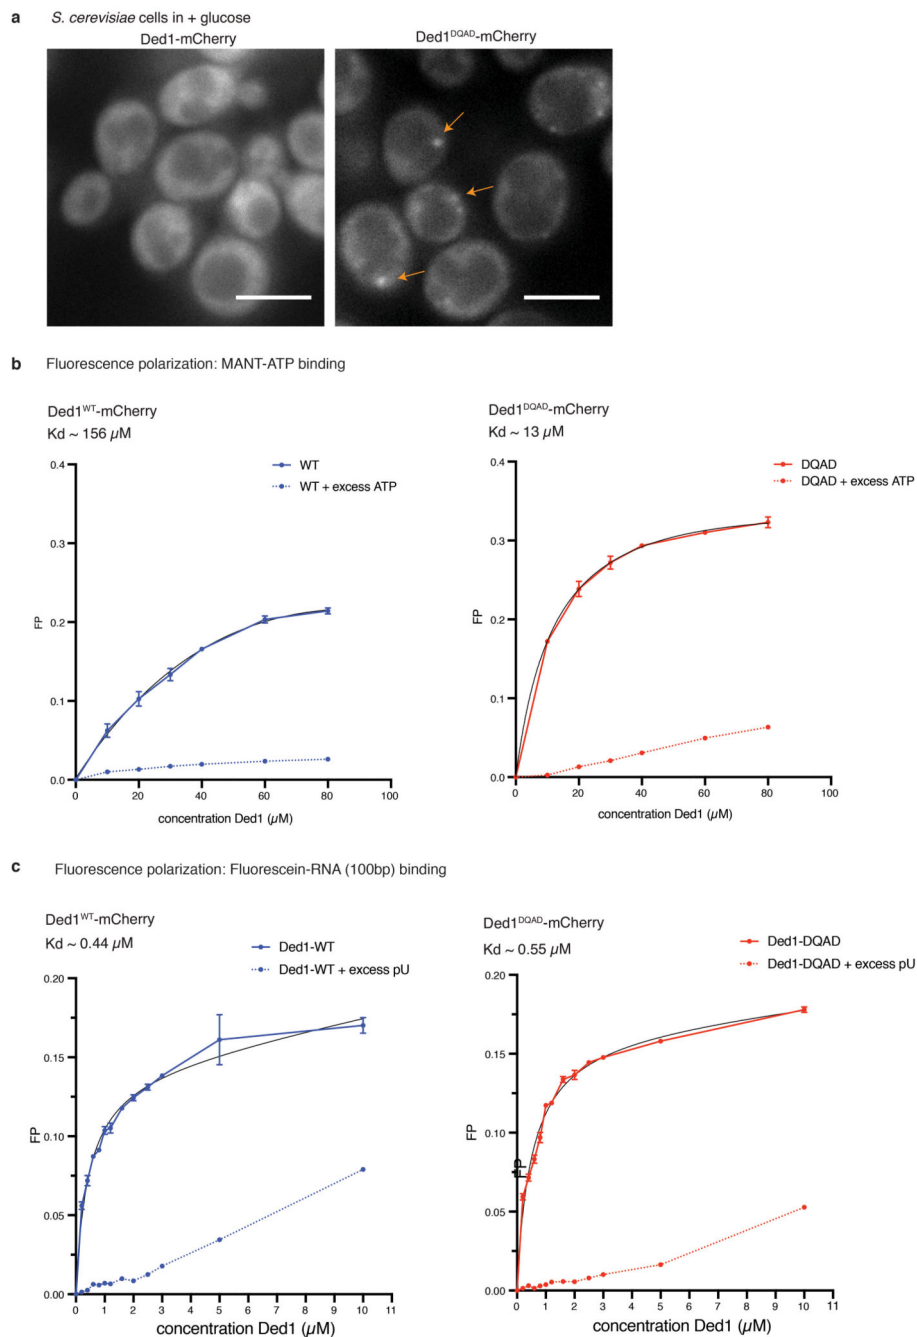 a S. cerevisiae cells in + glucose
Ded1-mCherry
Ded1DQAD-mCherry
b Fluorescence polarization: MANT-ATP binding
Ded1WT-mCherry
Kd ~ 156 µM
WT
WT + excess ATP
0.4
0.3
0.2
0.1
0.0
FP
0 20 40 60 80 100
concentration Ded1 (µM)
Ded1DQAD-mCherry
Kd ~ 13 µM
DQAD
DQAD + excess ATP
0.4
0.3
0.2
0.1
0.0
FP
0 20 40 60 80 100
concentration Ded1 (µM)
c Fluorescence polarization: Fluorescein-RNA (100bp) binding
Ded1WT-mCherry
Kd ~ 0.44 µM
Ded1-WT
Ded1-WT + excess pU
0.20
0.15
0.10
0.05
0.00
FP
0 1 2 3 4 5 6 7 8 9 10 11
concentration Ded1 (µM)
Ded1DQAD-mCherry
Kd ~ 0.55 µM
Ded1-DQAD
Ded1-DQAD + excess pU
0.20
0.15
0.10
0.05
0.00
FP
FP
0 1 2 3 4 5 6 7 8 9 10 11
concentration Ded1 (µM)